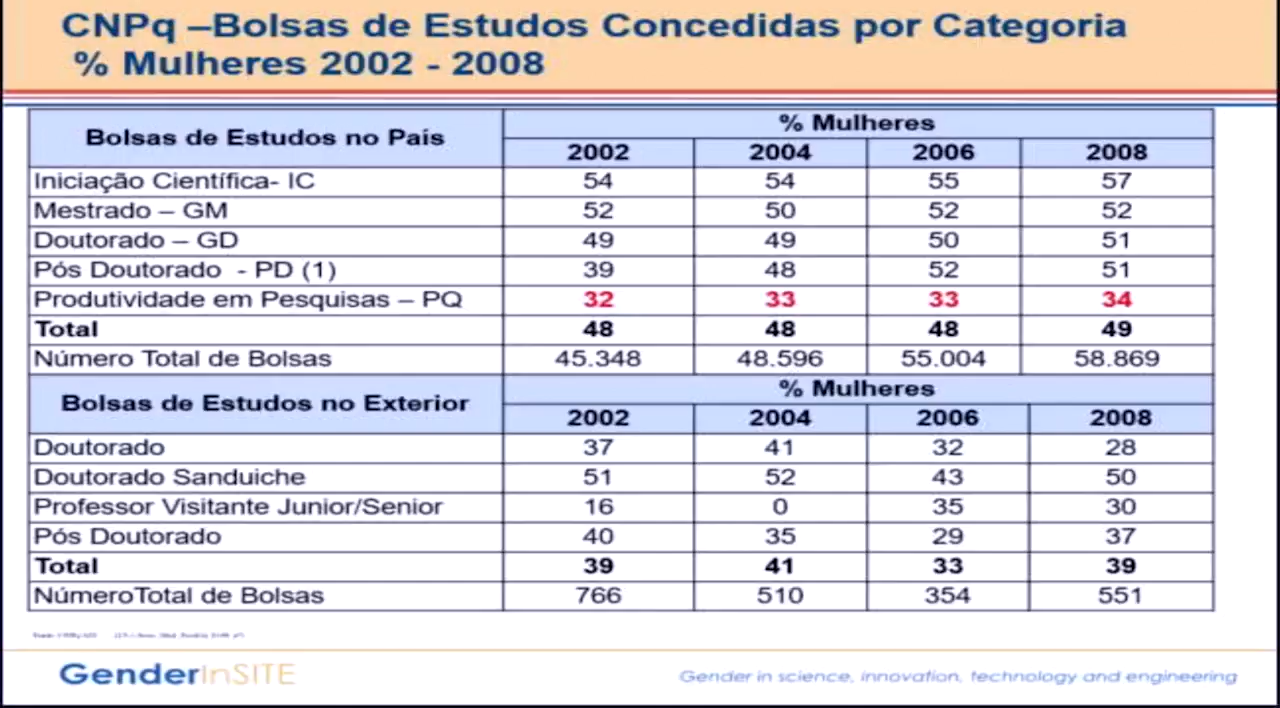 CNPq –Bolsas de Estudos Concedidas por Categoria
% Mulheres 2002 - 2008
Bolsas de Estudos no País % Mulheres
2002 2004 2006 2008
Iniciação Científica- IC 54 54 55 57
Mestrado – GM 52 50 52 52
Doutorado – GD 49 49 50 51
Pós Doutorado - PD (1) 39 48 52 51
Produtividade em Pesquisas – PQ 32 33 33 34
Total 48 48 48 49
Número Total de Bolsas 45.348 48.596 55.004 58.869
Bolsas de Estudos no Exterior % Mulheres
2002 2004 2006 2008
Doutorado 37 41 32 28
Doutorado Sanduiche 51 52 43 50
Professor Visitante Junior/Senior 16 0 35 30
Pós Doutorado 40 35 29 37
Total 39 41 33 39
NúmeroTotal de Bolsas 766 510 354 551
GenderInSITE
Gender in science, innovation, technology and engineering